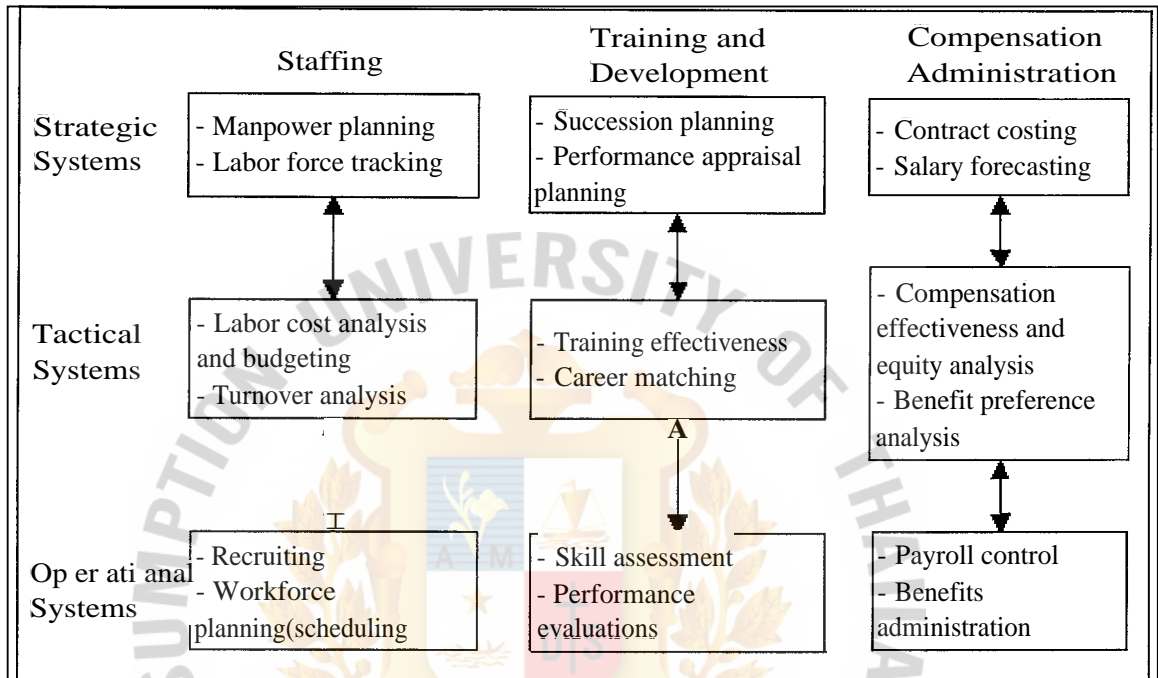 Staffing
Training and
Development
Compensation
Administration
Strategic
Systems
- Manpower planning
- Labor force tracking
- Succession planning
- Performance appraisal
planning
- Contract costing
- Salary forecasting
Tactical
Systems
- Labor cost analysis
and budgeting
- Turnover analysis
- Training effectiveness
- Career matching
- Compensation
effectiveness and
equity analysis
- Benefit preference
analysis
A
Op er ati anal
Systems
- Recruiting
- Workforce
planning(scheduling
- Skill assessment
- Performance
evaluations
- Payroll control
- Benefits
administration
SUMPTION UNIVERSITY OF THAILA
A M
D S